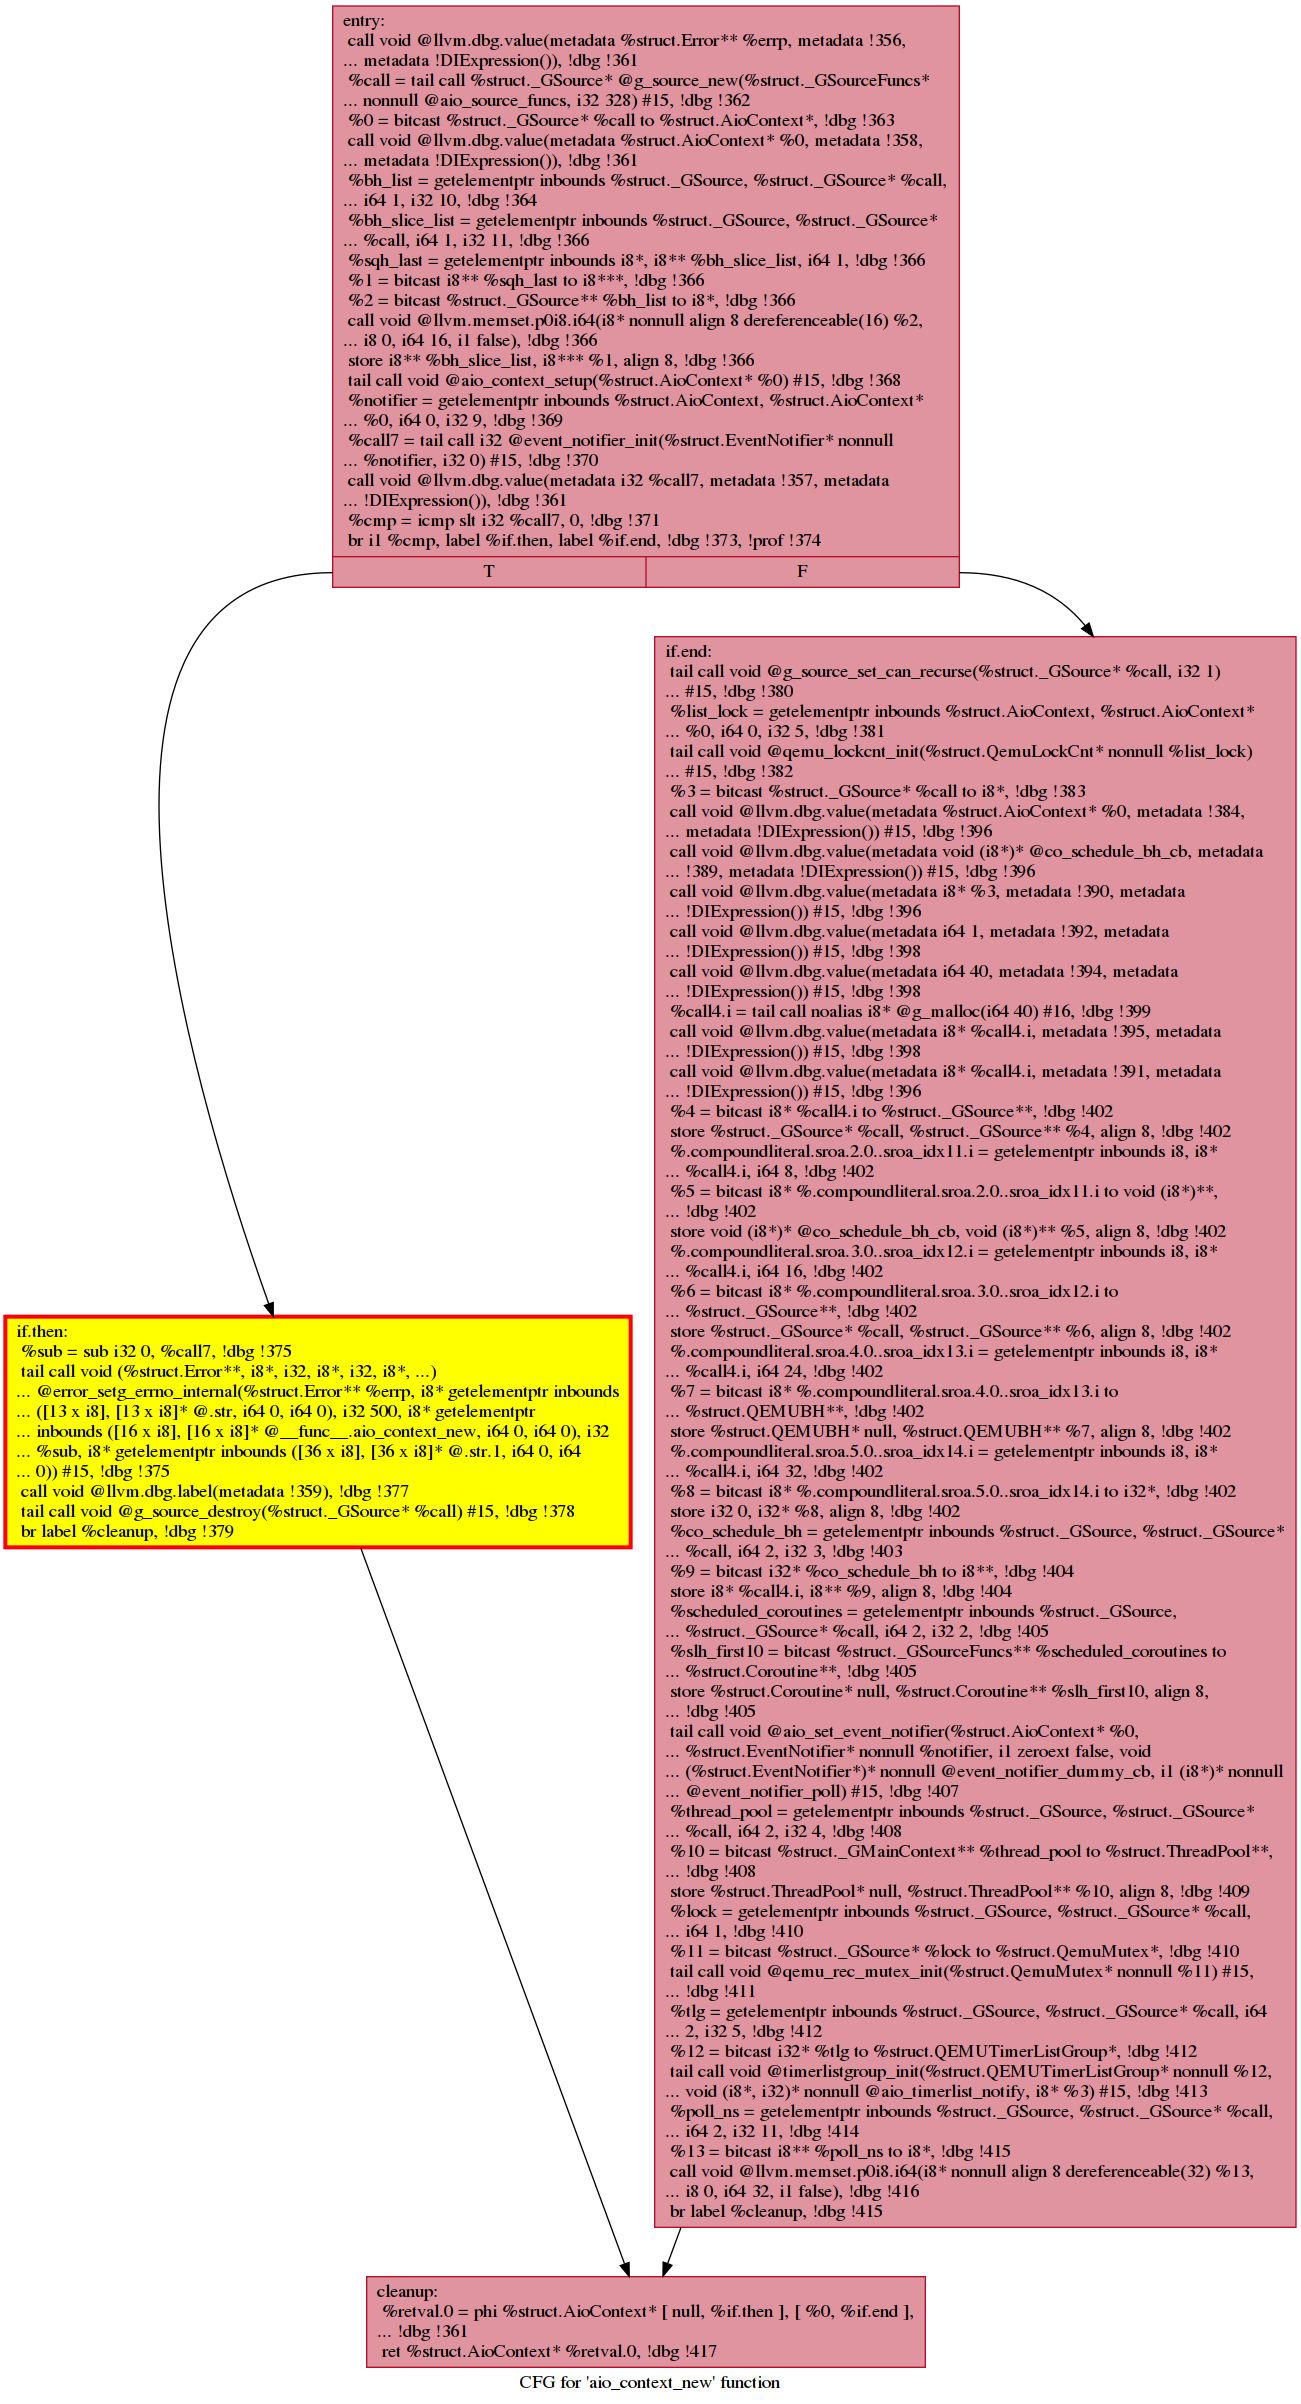 entry:
call void @llvm.dbg.value(metadata %struct.Error** %errp, metadata !356,
... metadata !DIExpression()), !dbg !361
%call = tail call %struct._GSource* @g_source_new(%struct._GSourceFuncs*
... nonnull @aio_source_funcs, i32 328) #15, !dbg !362
%0 = bitcast %struct._GSource* %call to %struct.AioContext*, !dbg !363
call void @llvm.dbg.value(metadata %struct.AioContext* %0, metadata !358,
... metadata !DIExpression()), !dbg !361
%bh_list = getelementptr inbounds %struct._GSource, %struct._GSource* %call,
... i64 1, i32 10, !dbg !364
%bh_slice_list = getelementptr inbounds %struct._GSource, %struct._GSource*
... %call, i64 1, i32 11, !dbg !366
%sqh_last = getelementptr inbounds i8*, i8** %bh_slice_list, i64 1, !dbg !366
%1 = bitcast i8** %sqh_last to i8***, !dbg !366
%2 = bitcast %struct._GSource** %bh_list to i8*, !dbg !366
call void @llvm.memset.p0i8.i64(i8* nonnull align 8 dereferenceable(16) %2,
... i8 0, i64 16, i1 false), !dbg !366
store i8** %bh_slice_list, i8*** %1, align 8, !dbg !366
tail call void @aio_context_setup(%struct.AioContext* %0) #15, !dbg !368
%notifier = getelementptr inbounds %struct.AioContext, %struct.AioContext*
... %0, i64 0, i32 9, !dbg !369
%call7 = tail call i32 @event_notifier_init(%struct.EventNotifier* nonnull
... %notifier, i32 0) #15, !dbg !370
call void @llvm.dbg.value(metadata i32 %call7, metadata !357, metadata
... !DIExpression()), !dbg !361
%cmp = icmp slt i32 %call7, 0, !dbg !371
br i1 %cmp, label %if.then, label %if.end, !dbg !373, !prof !374
T
F
if.end:
tail call void @g_source_set_can_recurse(%struct._GSource* %call, i32 1)
... #15, !dbg !380
%list_lock = getelementptr inbounds %struct.AioContext, %struct.AioContext*
... %0, i64 0, i32 5, !dbg !381
tail call void @qemu_lockcnt_init(%struct.QemuLockCnt* nonnull %list_lock)
... #15, !dbg !382
%3 = bitcast %struct._GSource* %call to i8*, !dbg !383
call void @llvm.dbg.value(metadata %struct.AioContext* %0, metadata !384,
... metadata !DIExpression()) #15, !dbg !396
call void @llvm.dbg.value(metadata void (i8*)* @co_schedule_bh_cb, metadata
... !389, metadata !DIExpression()) #15, !dbg !396
call void @llvm.dbg.value(metadata i8* %3, metadata !390, metadata
... !DIExpression()) #15, !dbg !396
call void @llvm.dbg.value(metadata i64 1, metadata !392, metadata
... !DIExpression()) #15, !dbg !398
call void @llvm.dbg.value(metadata i64 40, metadata !394, metadata
... !DIExpression()) #15, !dbg !398
%call4.i = tail call noalias i8* @g_malloc(i64 40) #16, !dbg !399
call void @llvm.dbg.value(metadata i8* %call4.i, metadata !395, metadata
... !DIExpression()) #15, !dbg !398
call void @llvm.dbg.value(metadata i8* %call4.i, metadata !391, metadata
... !DIExpression()) #15, !dbg !396
%4 = bitcast i8* %call4.i to %struct._GSource**, !dbg !402
store %struct._GSource* %call, %struct._GSource** %4, align 8, !dbg !402
%.compoundliteral.sroa.2.0..sroa_idx11.i = getelementptr inbounds i8, i8*
... %call4.i, i64 8, !dbg !402
%5 = bitcast i8* %.compoundliteral.sroa.2.0..sroa_idx11.i to void (i8*)**,
... !dbg !402
store void (i8*)* @co_schedule_bh_cb, void (i8*)** %5, align 8, !dbg !402
%.compoundliteral.sroa.3.0..sroa_idx12.i = getelementptr inbounds i8, i8*
... %call4.i, i64 16, !dbg !402
%6 = bitcast i8* %.compoundliteral.sroa.3.0..sroa_idx12.i to
... %struct._GSource**, !dbg !402
store %struct._GSource* %call, %struct._GSource** %6, align 8, !dbg !402
%.compoundliteral.sroa.4.0..sroa_idx13.i = getelementptr inbounds i8, i8*
... %call4.i, i64 24, !dbg !402
%7 = bitcast i8* %.compoundliteral.sroa.4.0..sroa_idx13.i to
... %struct.QEMUBH**, !dbg !402
store %struct.QEMUBH* null, %struct.QEMUBH** %7, align 8, !dbg !402
%.compoundliteral.sroa.5.0..sroa_idx14.i = getelementptr inbounds i8, i8*
... %call4.i, i64 32, !dbg !402
%8 = bitcast i8* %.compoundliteral.sroa.5.0..sroa_idx14.i to i32*, !dbg !402
store i32 0, i32* %8, align 8, !dbg !402
%co_schedule_bh = getelementptr inbounds %struct._GSource, %struct._GSource*
... %call, i64 2, i32 3, !dbg !403
%9 = bitcast i32* %co_schedule_bh to i8**, !dbg !404
store i8* %call4.i, i8** %9, align 8, !dbg !404
%scheduled_coroutines = getelementptr inbounds %struct._GSource,
... %struct._GSource* %call, i64 2, i32 2, !dbg !405
%slh_first10 = bitcast %struct._GSourceFuncs** %scheduled_coroutines to
... %struct.Coroutine**, !dbg !405
store %struct.Coroutine* null, %struct.Coroutine** %slh_first10, align 8,
... !dbg !405
tail call void @aio_set_event_notifier(%struct.AioContext* %0,
... %struct.EventNotifier* nonnull %notifier, i1 zeroext false, void
... (%struct.EventNotifier*)* nonnull @event_notifier_dummy_cb, i1 (i8*)* nonnull
... @event_notifier_poll) #15, !dbg !407
%thread_pool = getelementptr inbounds %struct._GSource, %struct._GSource*
... %call, i64 2, i32 4, !dbg !408
%10 = bitcast %struct._GMainContext** %thread_pool to %struct.ThreadPool**,
... !dbg !408
store %struct.ThreadPool* null, %struct.ThreadPool** %10, align 8, !dbg !409
%lock = getelementptr inbounds %struct._GSource, %struct._GSource* %call,
... i64 1, !dbg !410
%11 = bitcast %struct._GSource* %lock to %struct.QemuMutex*, !dbg !410
tail call void @qemu_rec_mutex_init(%struct.QemuMutex* nonnull %11) #15,
... !dbg !411
%tlg = getelementptr inbounds %struct._GSource, %struct._GSource* %call, i64
... 2, i32 5, !dbg !412
%12 = bitcast i32* %tlg to %struct.QEMUTimerListGroup*, !dbg !412
tail call void @timerlistgroup_init(%struct.QEMUTimerListGroup* nonnull %12,
... void (i8*, i32)* nonnull @aio_timerlist_notify, i8* %3) #15, !dbg !413
%poll_ns = getelementptr inbounds %struct._GSource, %struct._GSource* %call,
... i64 2, i32 11, !dbg !414
%13 = bitcast i8** %poll_ns to i8*, !dbg !415
call void @llvm.memset.p0i8.i64(i8* nonnull align 8 dereferenceable(32) %13,
... i8 0, i64 32, i1 false), !dbg !416
br label %cleanup, !dbg !415
if.then:
%sub = sub i32 0, %call7, !dbg !375
tail call void (%struct.Error**, i8*, i32, i8*, i32, i8*, ...)
... @error_setg_errno_internal(%struct.Error** %errp, i8* getelementptr inbounds
... ([13 x i8], [13 x i8]* @.str, i64 0, i64 0), i32 500, i8* getelementptr
... inbounds ([16 x i8], [16 x i8]* @__func__.aio_context_new, i64 0, i64 0), i32
... %sub, i8* getelementptr inbounds ([36 x i8], [36 x i8]* @.str.1, i64 0, i64
... 0)) #15, !dbg !375
call void @llvm.dbg.label(metadata !359), !dbg !377
tail call void @g_source_destroy(%struct._GSource* %call) #15, !dbg !378
br label %cleanup, !dbg !379
cleanup:
%retval.0 = phi %struct.AioContext* [ null, %if.then ], [ %0, %if.end ],
... !dbg !361
ret %struct.AioContext* %retval.0, !dbg !417
CFG for 'aio_context_new' function